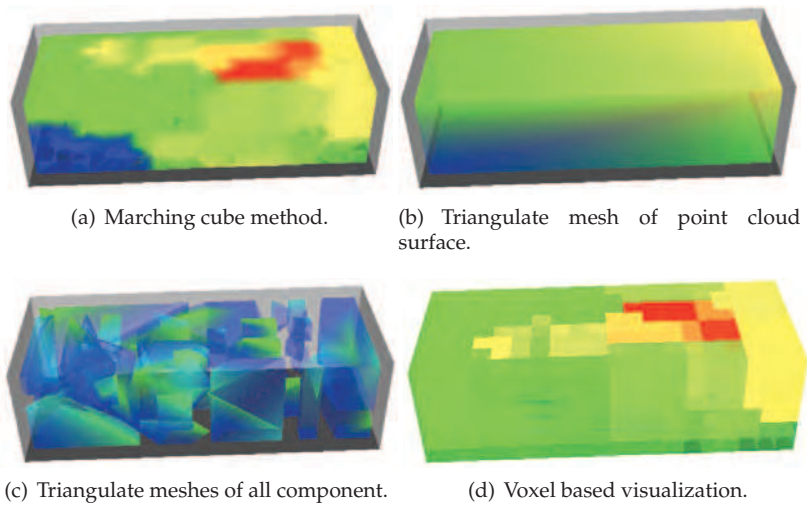 (a) Marching cube method.
(b) Triangulate mesh of point cloud
surface.
(c) Triangulate meshes of all component.
(d) Voxel based visualization.